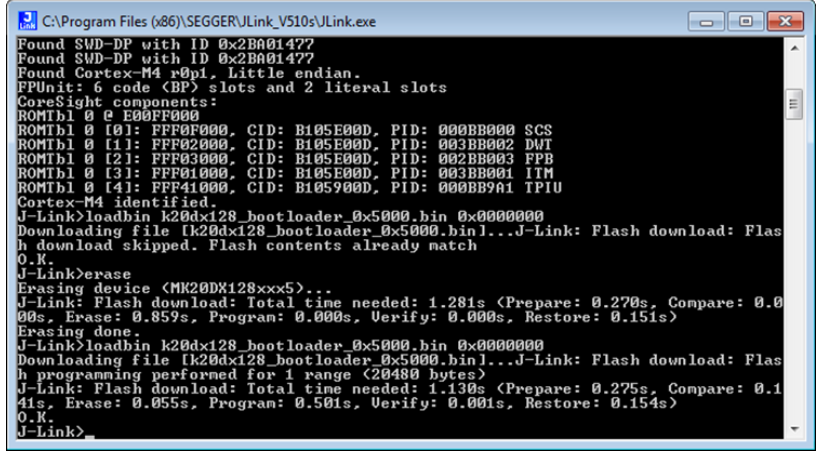 C:\Program Files (x86)\SEGGER\JLink_V510s\JLink.exe
Found SWD-DP with ID 0x2BA01477
Found SWD-DP with ID 0x2BA01477
Found Cortex-M4 r0p1, Little endian.
FPUnit: 6 code (BP) slots and 2 literal slots
CoreSight components:
ROMTbl 0 @ E00FF000
ROMTbl 0 [0]: FFF0F000, CID: B105E00D, PID: 000BB000 SCS
ROMTbl 0 [1]: FFF02000, CID: B105E00D, PID: 003BB002 DWT
ROMTbl 0 [2]: FFF03000, CID: B105E00D, PID: 002BB003 FPB
ROMTbl 0 [3]: FFF01000, CID: B105E00D, PID: 003BB001 ITM
ROMTbl 0 [4]: FFF41000, CID: B105900D, PID: 000BB9A1 TPIU
Cortex-M4 identified.
J-Link>loadbin k20dx128_bootloader_0x5000.bin 0x0000000
Downloading file [k20dx128_bootloader_0x5000.bin]...J-Link: Flash download: Flas
h download skipped. Flash contents already match
O.K.
J-Link>erase
Erasing device (MK20DX128xxx5)...
J-Link: Flash download: Total time needed: 1.281s (Prepare: 0.270s, Compare: 0.0
00s, Erase: 0.859s, Program: 0.000s, Verify: 0.000s, Restore: 0.151s)
Erasing done.
J-Link>loadbin k20dx128_bootloader_0x5000.bin 0x0000000
Downloading file [k20dx128_bootloader_0x5000.bin]...J-Link: Flash download: Flas
h programming performed for 1 range (20480 bytes)
J-Link: Flash download: Total time needed: 1.130s (Prepare: 0.275s, Compare: 0.1
41s, Erase: 0.055s, Program: 0.501s, Verify: 0.001s, Restore: 0.154s)
O.K.
J-Link>_